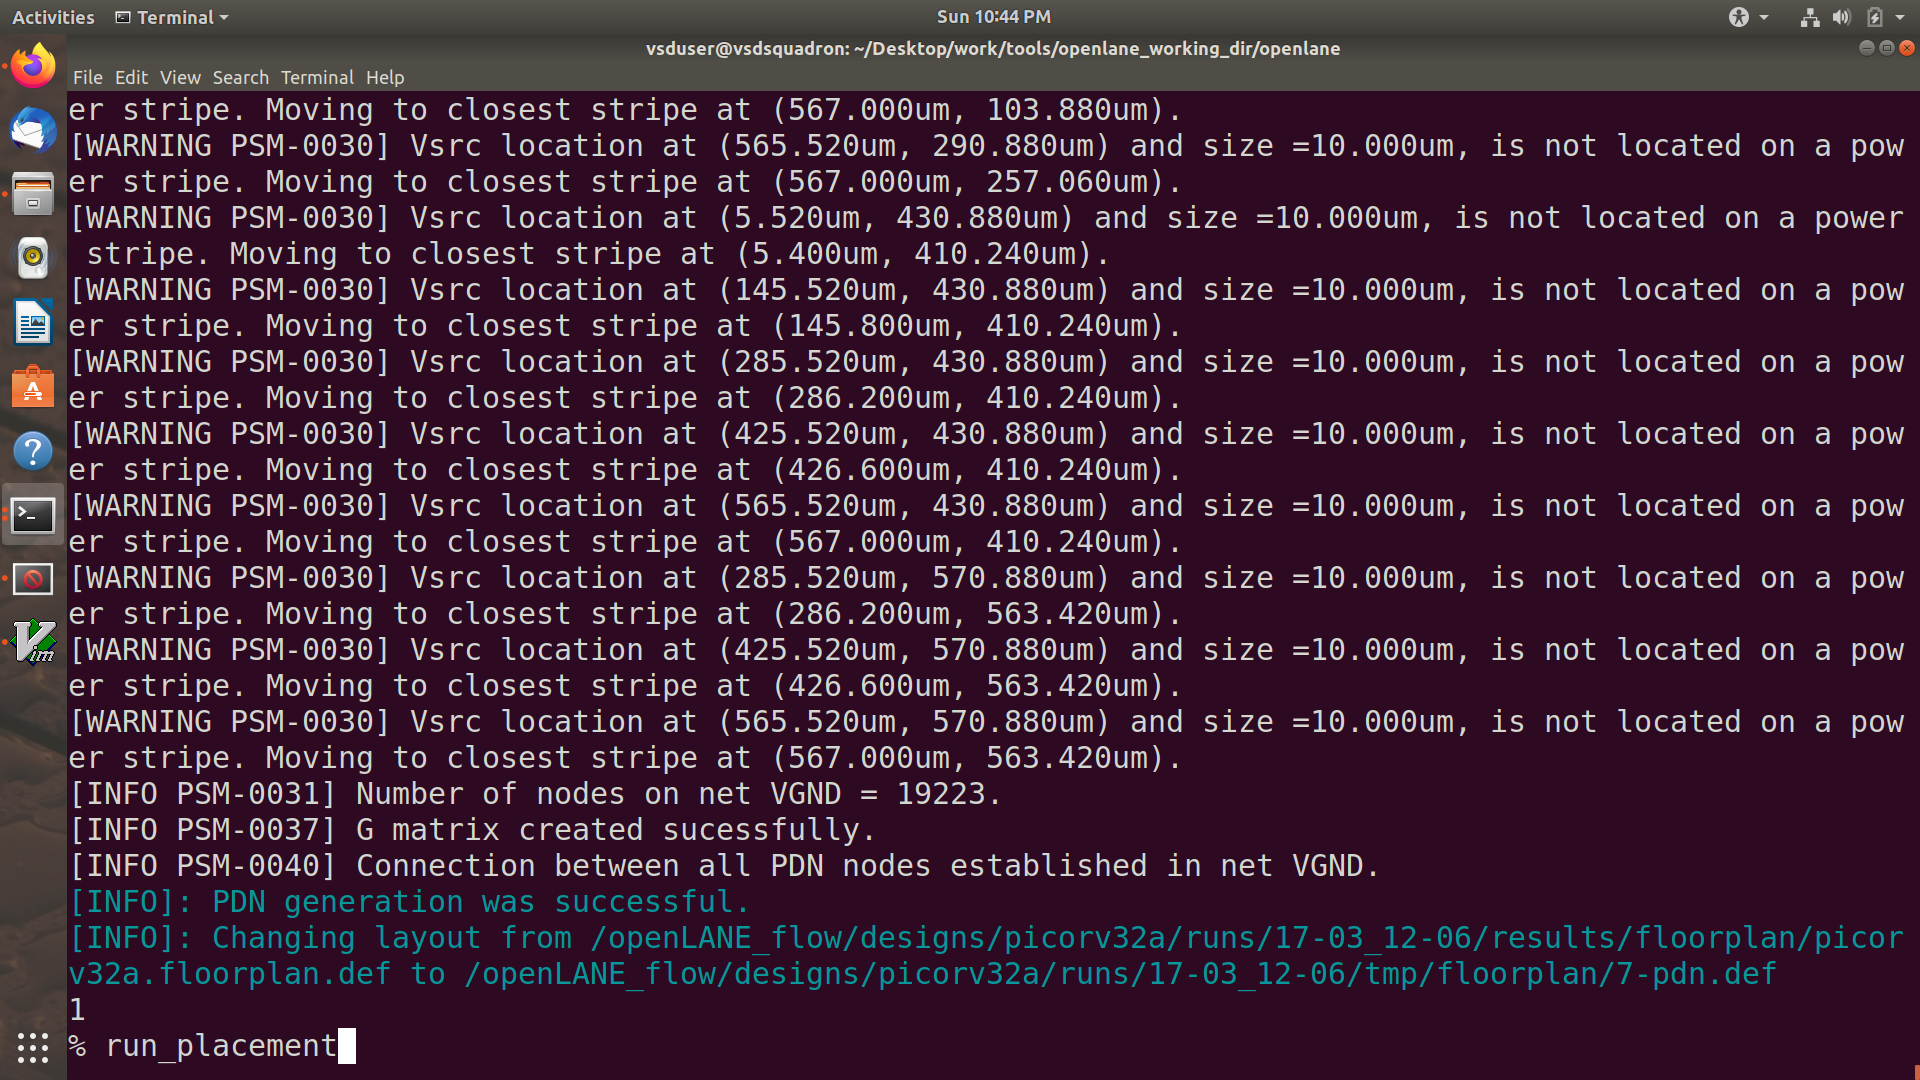 Activities Terminal Sun 10:44 PM
vsduser@vsdsquadron: ~/Desktop/work/tools/openlane_working_dir/openlane
File Edit View Search Terminal Help
er stripe. Moving to closest stripe at (567.000um, 103.880um).
[WARNING PSM-0030] Vsrc location at (565.520um, 290.880um) and size =10.000um, is not located on a pow
er stripe. Moving to closest stripe at (567.000um, 257.060um).
[WARNING PSM-0030] Vsrc location at (5.520um, 430.880um) and size =10.000um, is not located on a power
 stripe. Moving to closest stripe at (5.400um, 410.240um).
[WARNING PSM-0030] Vsrc location at (145.520um, 430.880um) and size =10.000um, is not located on a pow
er stripe. Moving to closest stripe at (145.800um, 410.240um).
[WARNING PSM-0030] Vsrc location at (285.520um, 430.880um) and size =10.000um, is not located on a pow
er stripe. Moving to closest stripe at (286.200um, 410.240um).
[WARNING PSM-0030] Vsrc location at (425.520um, 430.880um) and size =10.000um, is not located on a pow
er stripe. Moving to closest stripe at (426.600um, 410.240um).
[WARNING PSM-0030] Vsrc location at (565.520um, 430.880um) and size =10.000um, is not located on a pow
er stripe. Moving to closest stripe at (567.000um, 410.240um).
[WARNING PSM-0030] Vsrc location at (285.520um, 570.880um) and size =10.000um, is not located on a pow
er stripe. Moving to closest stripe at (286.200um, 563.420um).
[WARNING PSM-0030] Vsrc location at (425.520um, 570.880um) and size =10.000um, is not located on a pow
er stripe. Moving to closest stripe at (426.600um, 563.420um).
[WARNING PSM-0030] Vsrc location at (565.520um, 570.880um) and size =10.000um, is not located on a pow
er stripe. Moving to closest stripe at (567.000um, 563.420um).
[INFO PSM-0031] Number of nodes on net VGND = 19223.
[INFO PSM-0037] G matrix created sucessfully.
[INFO PSM-0040] Connection between all PDN nodes established in net VGND.
[INFO]: PDN generation was successful.
[INFO]: Changing layout from /openLANE_flow/designs/picorv32a/runs/17-03_12-06/results/floorplan/picor
v32a.floorplan.def to /openLANE_flow/designs/picorv32a/runs/17-03_12-06/tmp/floorplan/7-pdn.def
1
% run_placement